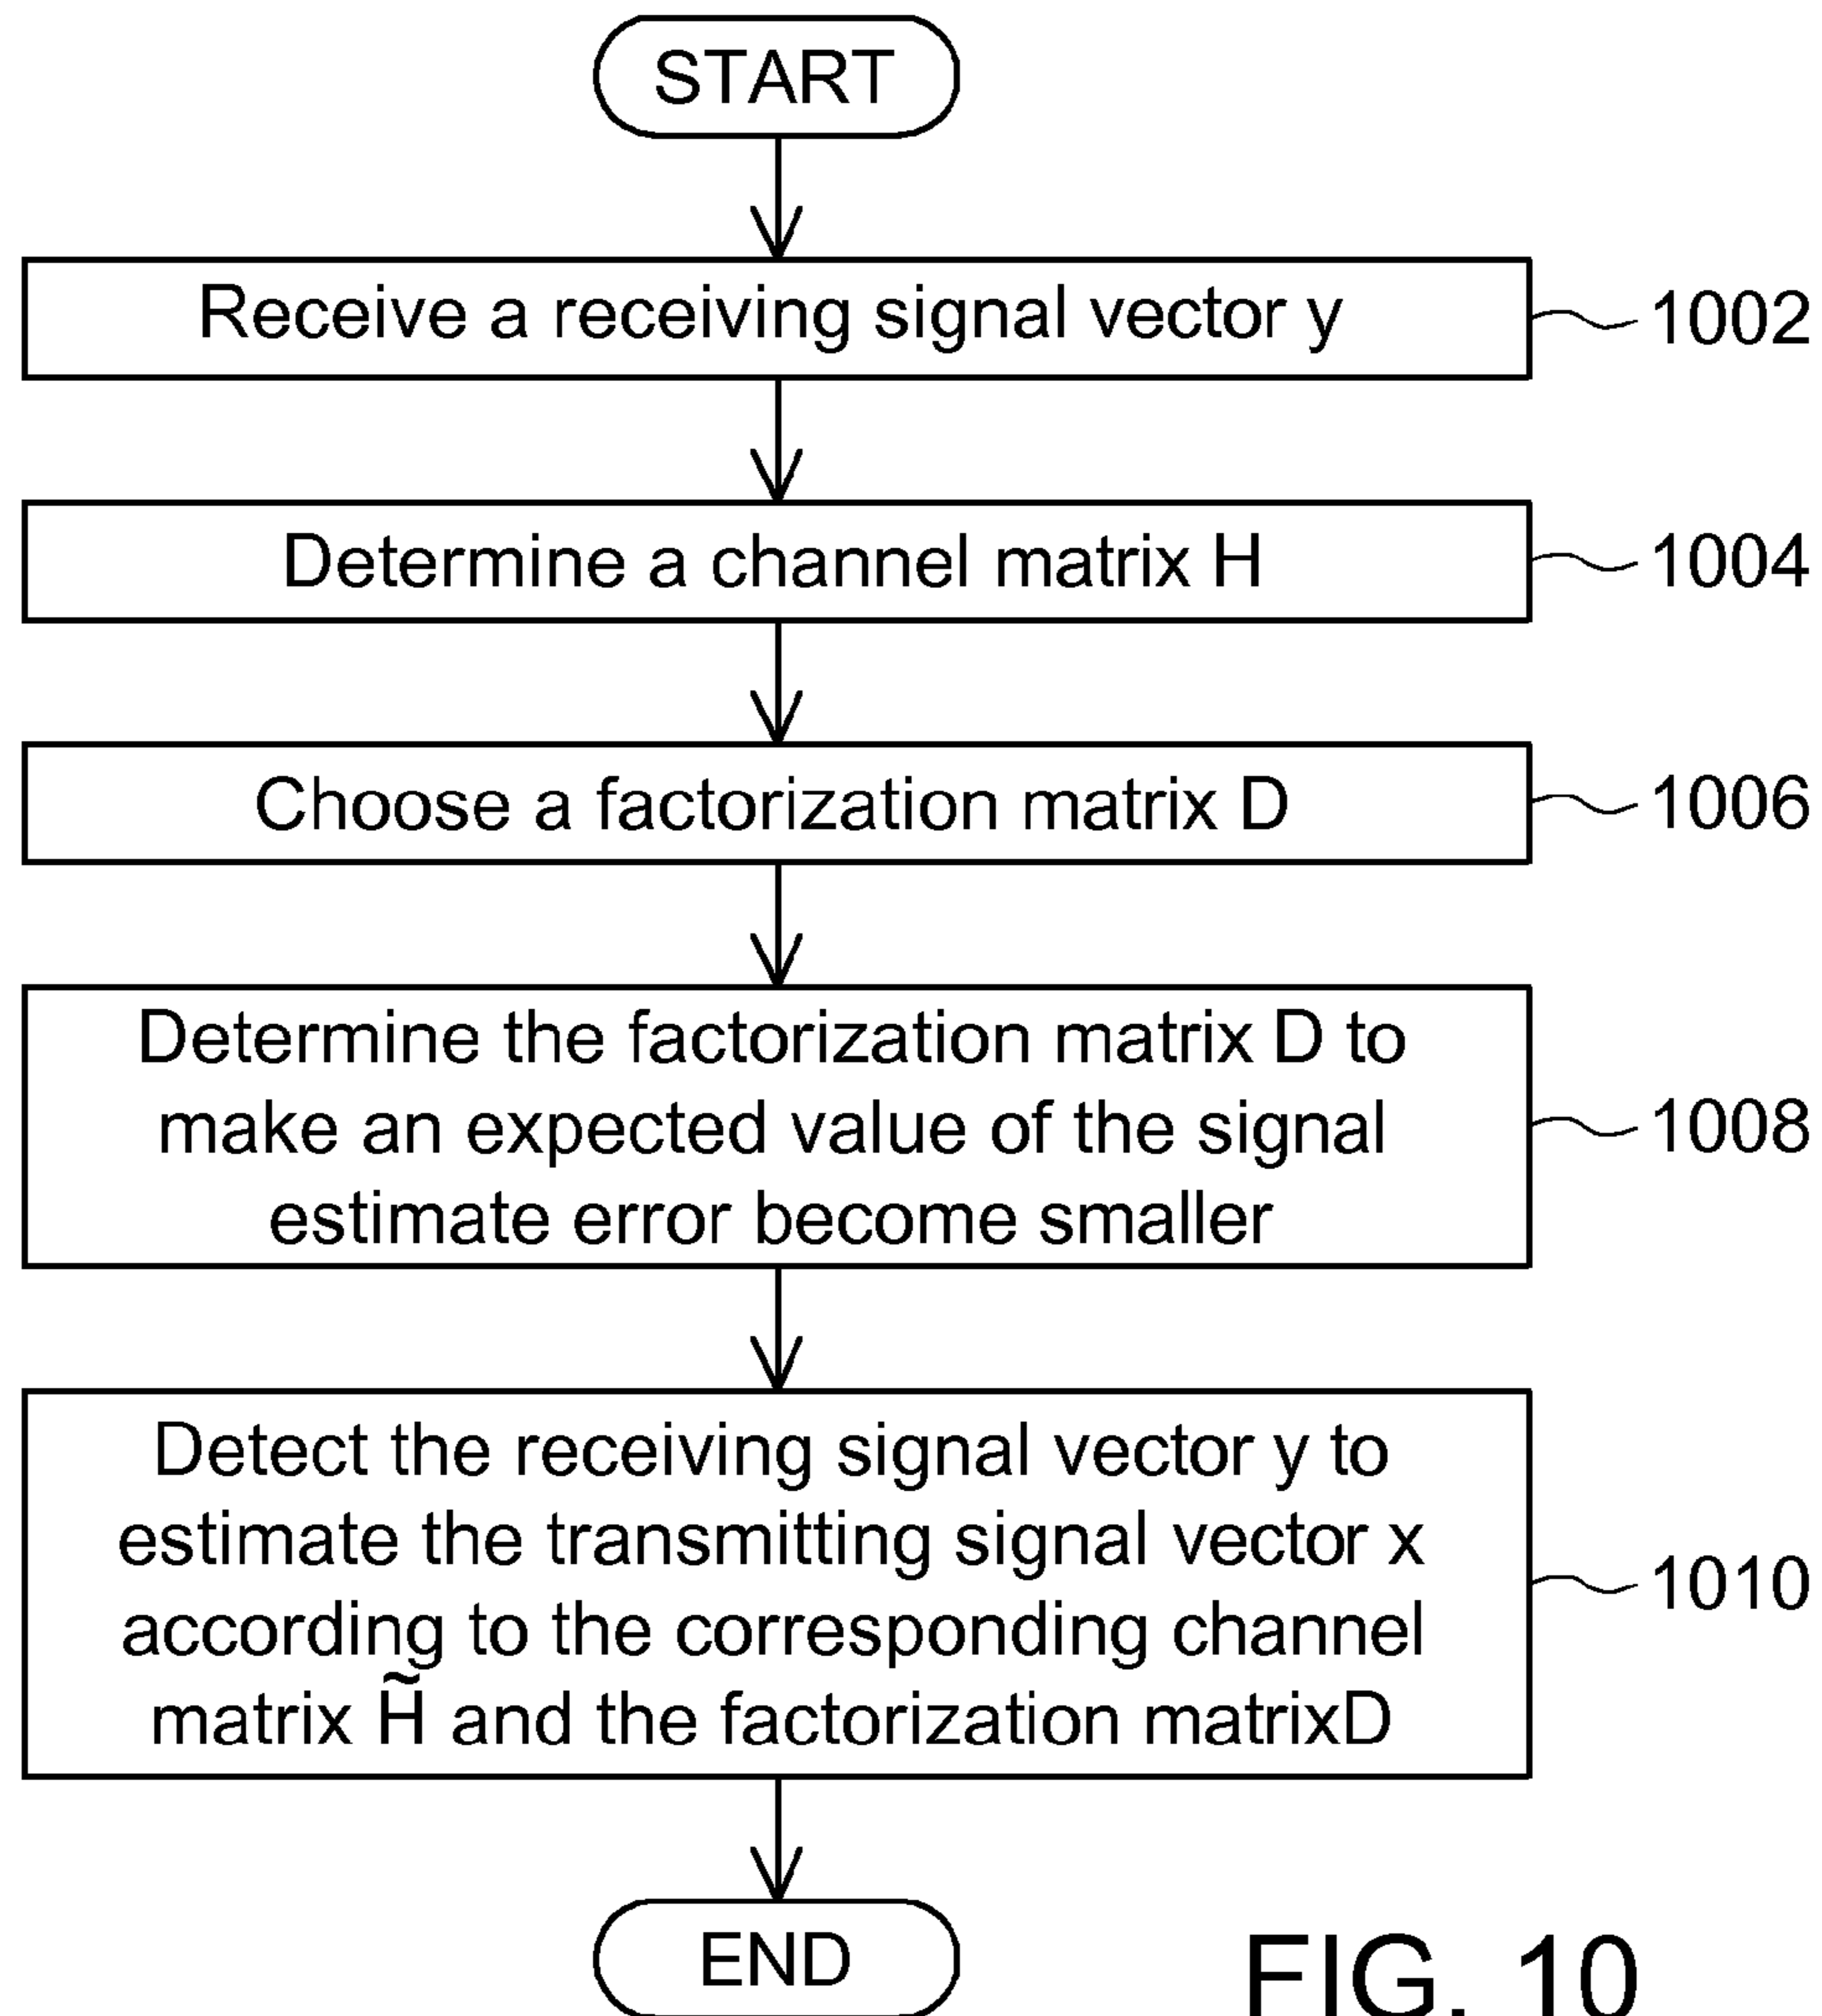 START
Receive a receiving signal vector y
1002
Determine a channel matrix H
1004
Choose a factorization matrix D
1006
Determine the factorization matrix D to
make an expected value of the signal
estimate error become smaller
1008
Detect the receiving signal vector y to
estimate the transmitting signal vector x
according to the corresponding channel
matrix H̃ and the factorization matrixD
1010
END
FIG. 10